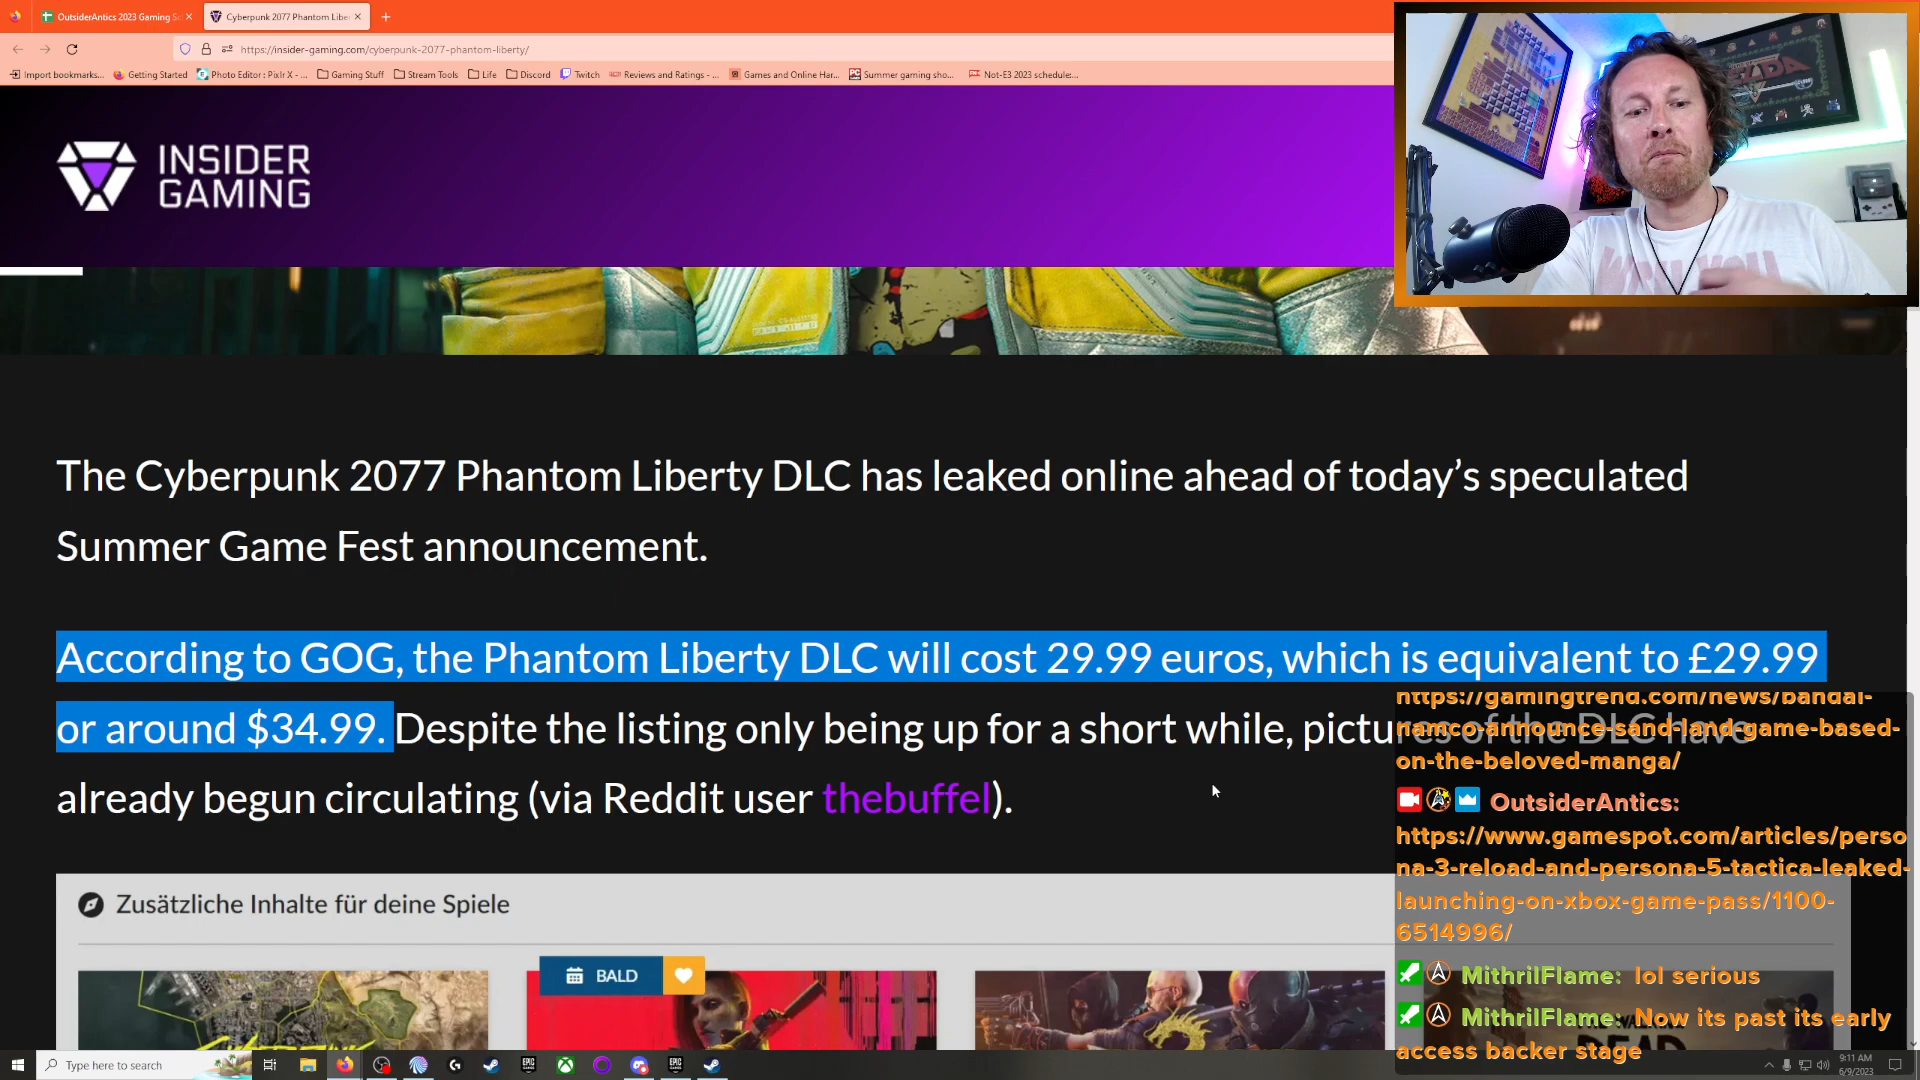 OutsiderAntics 2023 Gaming Sc
Cyberpunk 2077 Phantom Libe
https://insider-gaming.com/cyberpunk-2077-phantom-liberty/
Import bookmarks...
Getting Started
Photo Editor : Pixlr X - ...
Gaming Stuff
Stream Tools
Life
Discord
Twitch
Reviews and Ratings - ...
Games and Online Har...
Summer gaming sho...
Not-E3 2023 schedule:...
INSIDER
GAMING
The Cyberpunk 2077 Phantom Liberty DLC has leaked online ahead of today's speculated
Summer Game Fest announcement.
According to GOG, the Phantom Liberty DLC will cost 29.99 euros, which is equivalent to £29.99
or around $34.99. Despite the listing only being up for a short while, pictures of the DLC have
already begun circulating (via Reddit user thebuffel).
Zusätzliche Inhalte für deine Spiele
BALD
https://gamingtrend.com/news/bandai-
namco-announce-sand-land-game-based-
on-the-beloved-manga/
OutsiderAntics:
https://www.gamespot.com/articles/perso
na-3-reload-and-persona-5-tactica-leaked-
launching-on-xbox-game-pass/1100-
6514996/
MithrilFlame: lol serious
MithrilFlame: Now its past its early
access backer stage
DEAD
Type here to search
9:11 AM
6/9/2023